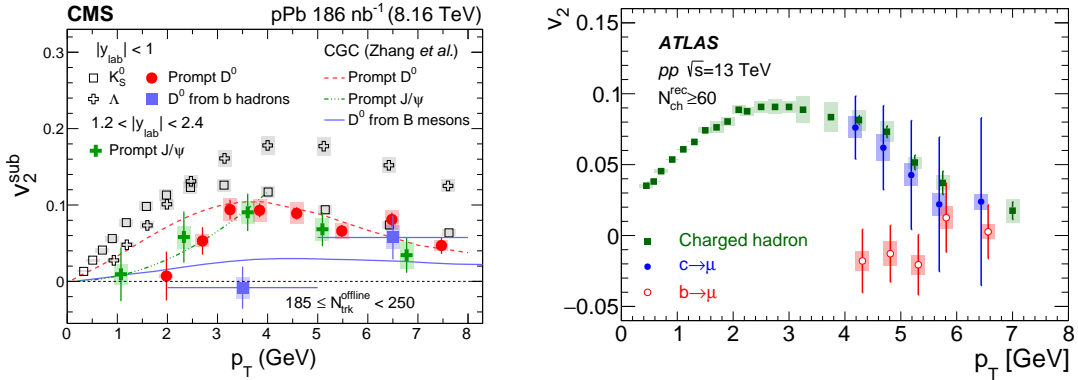 CMS pPb 186 nb⁻¹ (8.16 TeV)
|y_lab| < 1
K⁰_S
Prompt D⁰
Λ
D⁰ from b hadrons
1.2 < |y_lab| < 2.4
Prompt J/ψ
CGC (Zhang et al.)
Prompt D⁰
Prompt J/ψ
D⁰ from B mesons
185 ≤ N_trk^offline < 250
v₂^sub
0.3
0.2
0.1
0
0 1 2 3 4 5 6 7 8
p_T (GeV)
v₂
ATLAS
pp √s=13 TeV
N_ch^rec≥60
Charged hadron
c→μ
b→μ
0.15
0.1
0.05
0
−0.05
0 1 2 3 4 5 6 7 8
p_T [GeV]